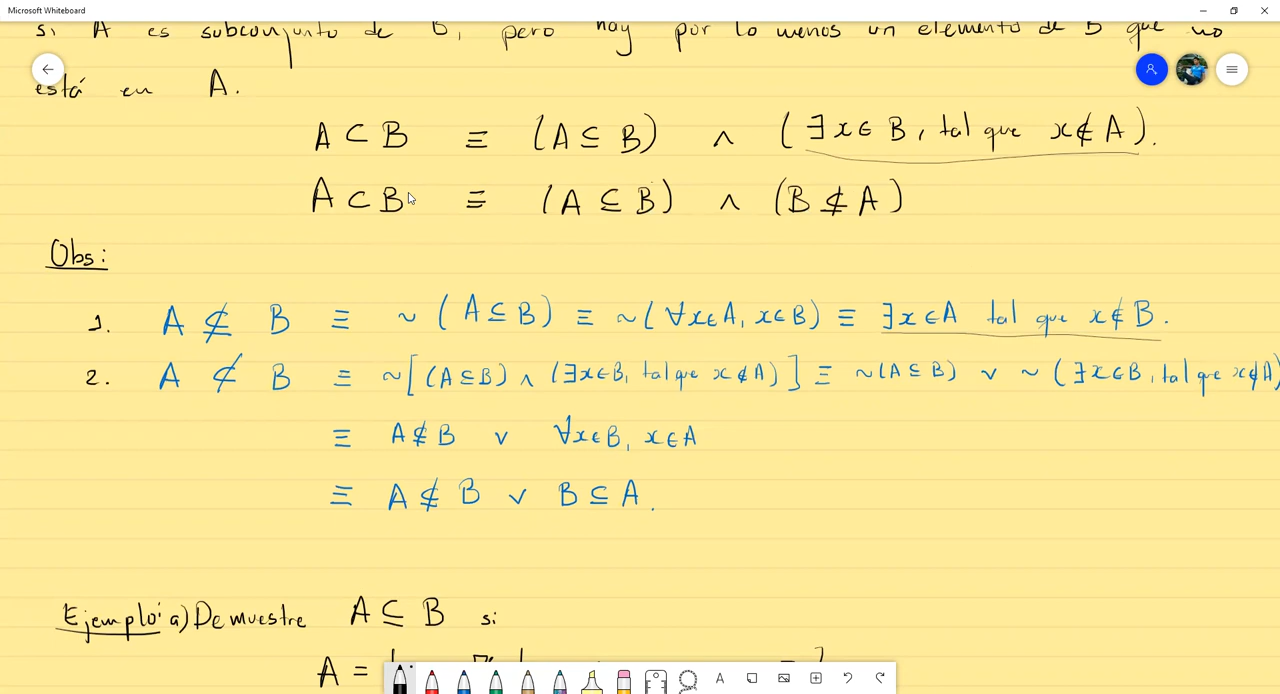 Microsoft Whiteboard
si A es subconjunto de B, pero hay por lo menos un elemento de B que no
está en A.
A ⊂ B ≡ (A ⊆ B) ∧ (∃x∈B, tal que x∉A).
A ⊂ B ≡ (A ⊆ B) ∧ (B ⊈ A)
Obs:
1. A ⊈ B ≡ ~(A⊆B) ≡ ~(∀x∈A, x∈B) ≡ ∃x∈A tal que x∉B.
2. A ⊄ B ≡ ~[(A⊆B) ∧ (∃x∈B, tal que x∉A)] ≡ ~(A⊆B) ∨ ~(∃x∈B, tal que x∉A)
≡ A⊈B ∨ ∀x∈B, x∈A
≡ A⊈B ∨ B⊆A.
Ejemplo: a) Demuestre A ⊆ B si
A =